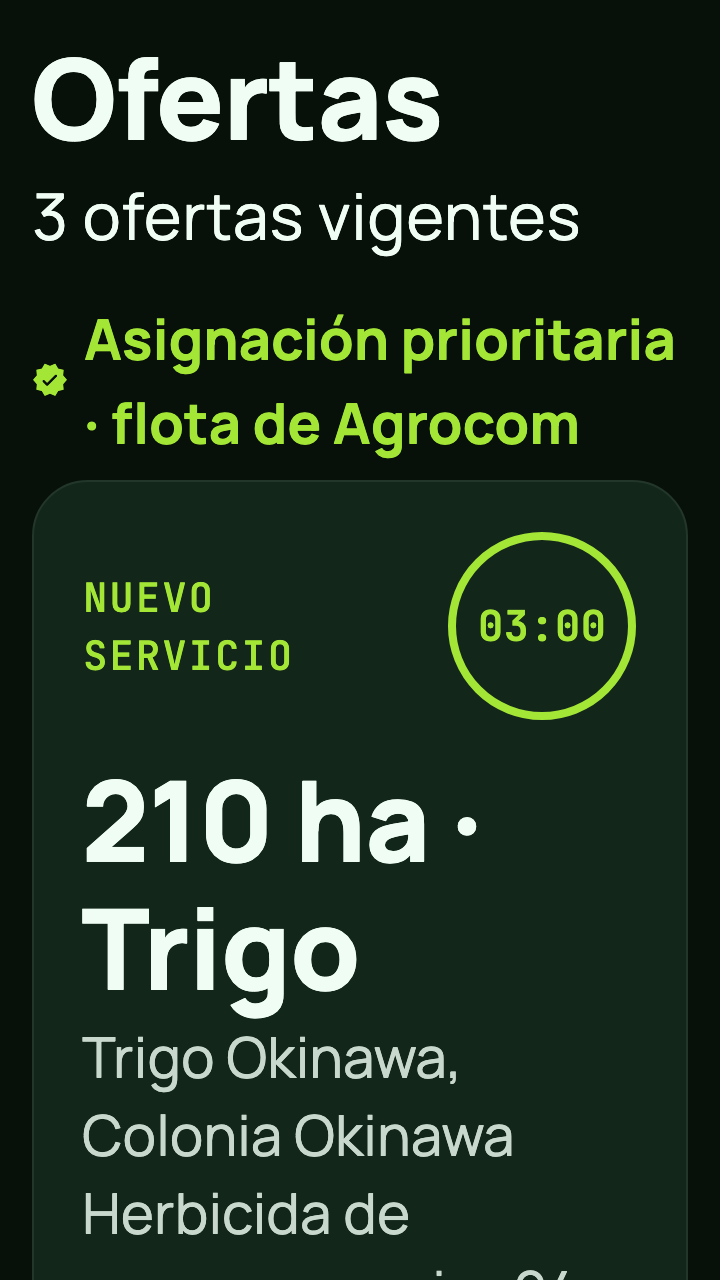 Ofertas
3 ofertas vigentes
Asignación prioritaria
· flota de Agrocom
NUEVO
SERVICIO
03:00
210 ha ·
Trigo
Trigo Okinawa,
Colonia Okinawa
Herbicida de